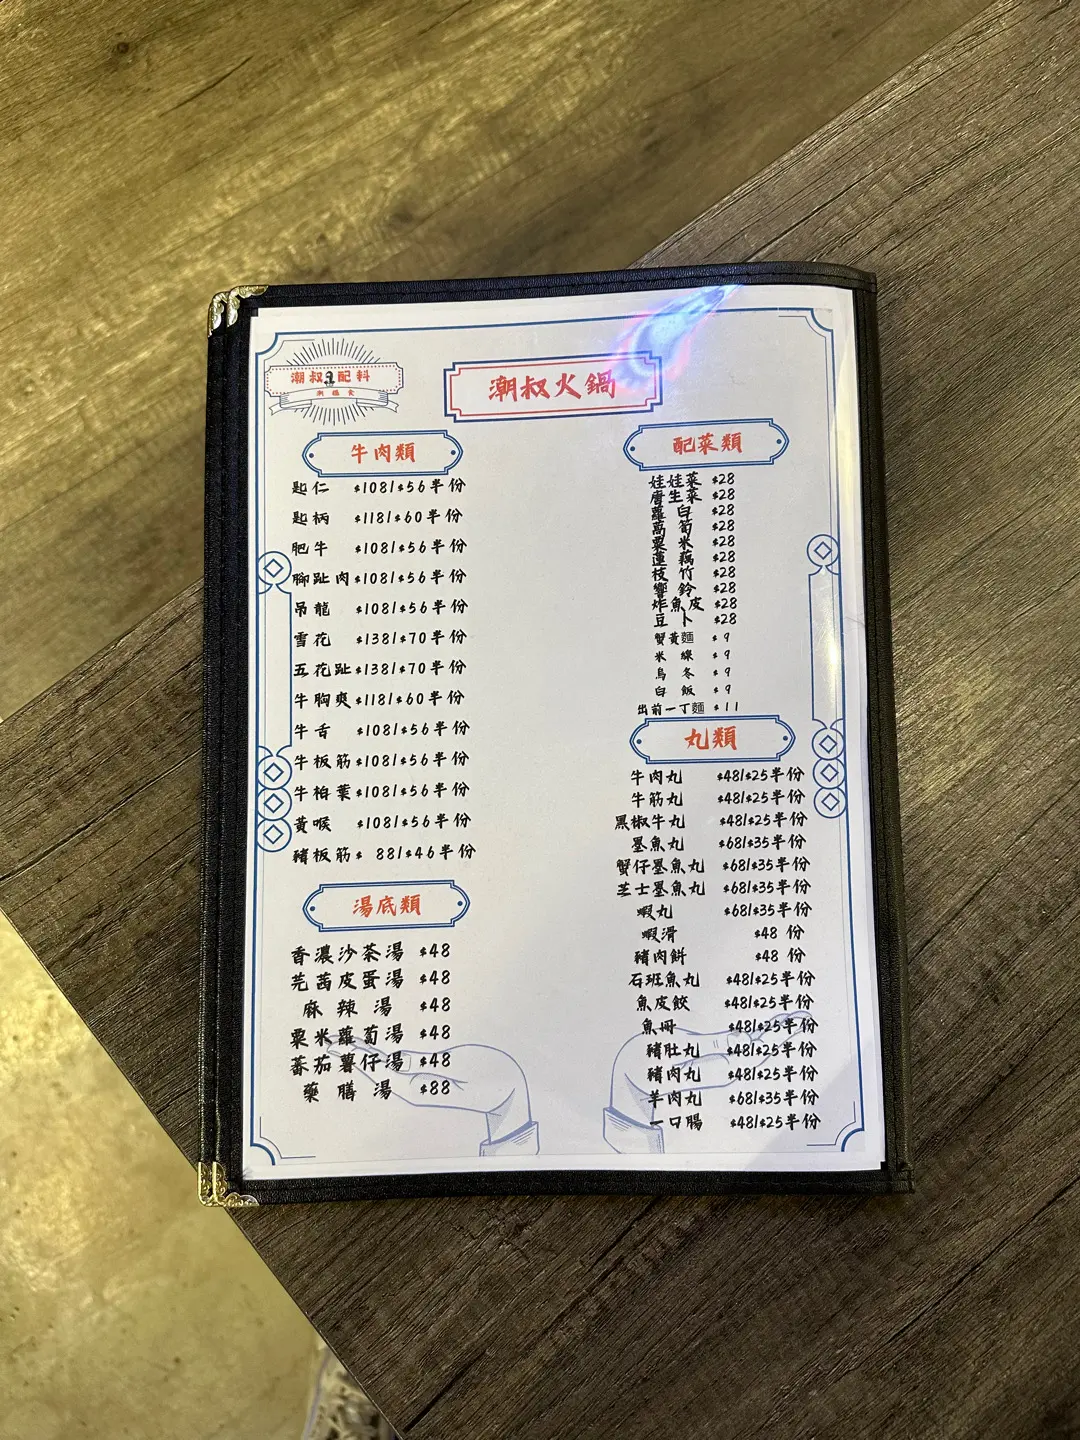 潮叔配料
潮叔火鍋
牛肉類
匙仁 $108/$56半份
匙柄 $118/$60半份
肥牛 $108/$56半份
腳趾肉 $108/$56半份
吊龍 $108/$56半份
雪花 $138/$70半份
五花趾 $138/$70半份
牛胸爽 $118/$60半份
牛舌 $108/$56半份
牛板筋 $108/$56半份
牛柏葉 $108/$56半份
黃喉 $108/$56半份
豬板筋 $ 88/$46半份
湯底類
香濃沙茶湯 $48
芫茜皮蛋湯 $48
麻辣湯 $48
粟米蘿蔔湯 $48
蕃茄薯仔湯 $48
藥膳湯 $88
配菜類
娃娃菜 $28
唐生菜 $28
蘿白 $28
萵筍 $28
粟米 $28
蓮藕 $28
枝竹 $28
響鈴 $28
炸魚皮 $28
豆卜 $28
蟹黃麵 $ 9
米線 $ 9
烏冬 $ 9
白飯 $ 9
出前一丁麵 $ 11
丸類
牛肉丸 $48/$25半份
牛筋丸 $48/$25半份
黑椒牛丸 $48/$25半份
墨魚丸 $68/$35半份
蟹仔墨魚丸 $68/$35半份
芝士墨魚丸 $68/$35半份
蝦丸 $68/$35半份
蝦滑 $48 份
豬肉餅 $48 份
石班魚丸 $48/$25半份
魚皮餃 $48/$25半份
魚冊 $48/$25半份
豬肚丸 $48/$25半份
豬肉丸 $48/$25半份
羊肉丸 $68/$35半份
一口腸 $48/$25半份